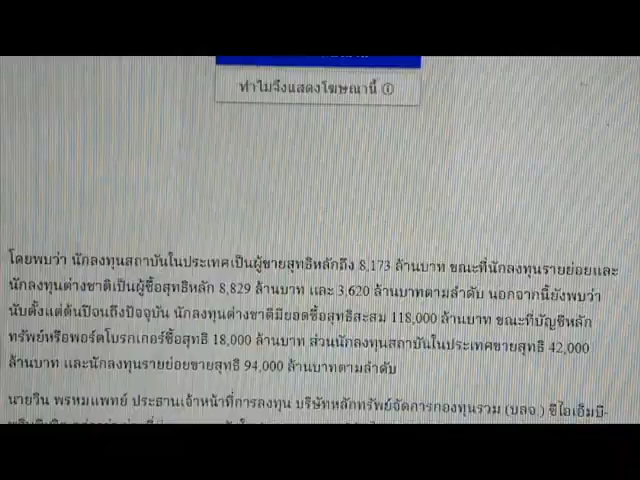 ทำไมจึงแสดงโฆษณานี้
โดยพบว่า นักลงทุนสถาบันในประเทศเป็นผู้ขายสุทธิหลักถึง 8,173 ล้านบาท ขณะที่นักลงทุนรายย่อยและ
นักลงทุนต่างชาติเป็นผู้ซื้อสุทธิหลัก 8,829 ล้านบาท และ 3,620 ล้านบาทตามลำดับ นอกจากนี้ยังพบว่า
นับตั้งแต่ต้นปีจนถึงปัจจุบัน นักลงทุนต่างชาติมียอดซื้อสุทธิสะสม 118,000 ล้านบาท ขณะที่บัญชีหลัก
ทรัพย์หรือพอร์ตโบรกเกอร์ซื้อสุทธิ 18,000 ล้านบาท ส่วนนักลงทุนสถาบันในประเทศขายสุทธิ 42,000
ล้านบาท และนักลงทุนรายย่อยขายสุทธิ 94,000 ล้านบาทตามลำดับ
นายวิน พรหมแพทย์ ประธานเจ้าหน้าที่การลงทุน บริษัทหลักทรัพย์จัดการกองทุนรวม (บลจ.) ซีไอเอ็มบี-